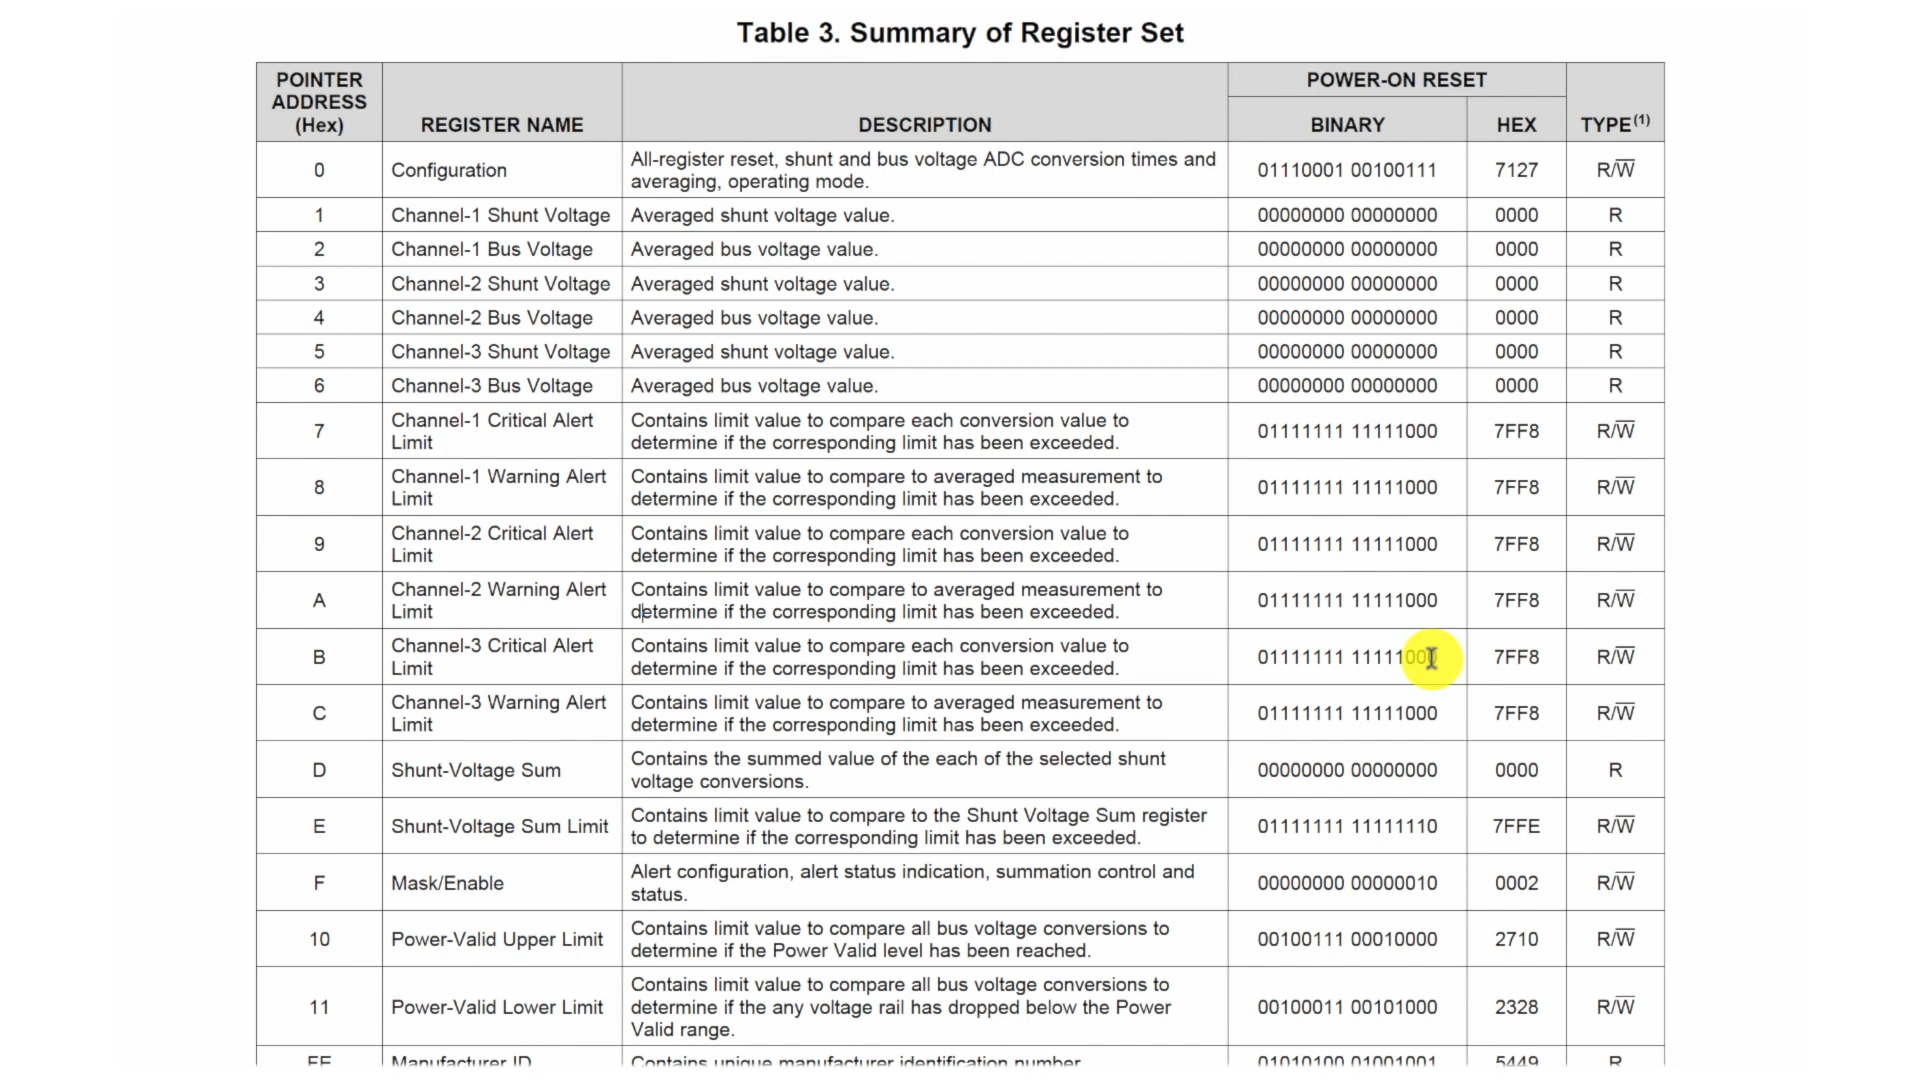 Table 3. Summary of Register Set
POINTER
ADDRESS
(Hex)
REGISTER NAME
DESCRIPTION
POWER-ON RESET
BINARY
HEX
TYPE(1)
0
Configuration
All-register reset, shunt and bus voltage ADC conversion times and
averaging, operating mode.
01110001 00100111
7127
R/W
1
Channel-1 Shunt Voltage
Averaged shunt voltage value.
00000000 00000000
0000
R
2
Channel-1 Bus Voltage
Averaged bus voltage value.
00000000 00000000
0000
R
3
Channel-2 Shunt Voltage
Averaged shunt voltage value.
00000000 00000000
0000
R
4
Channel-2 Bus Voltage
Averaged bus voltage value.
00000000 00000000
0000
R
5
Channel-3 Shunt Voltage
Averaged shunt voltage value.
00000000 00000000
0000
R
6
Channel-3 Bus Voltage
Averaged bus voltage value.
00000000 00000000
0000
R
7
Channel-1 Critical Alert
Limit
Contains limit value to compare each conversion value to
determine if the corresponding limit has been exceeded.
01111111 11111000
7FF8
R/W
8
Channel-1 Warning Alert
Limit
Contains limit value to compare to averaged measurement to
determine if the corresponding limit has been exceeded.
01111111 11111000
7FF8
R/W
9
Channel-2 Critical Alert
Limit
Contains limit value to compare each conversion value to
determine if the corresponding limit has been exceeded.
01111111 11111000
7FF8
R/W
A
Channel-2 Warning Alert
Limit
Contains limit value to compare to averaged measurement to
determine if the corresponding limit has been exceeded.
01111111 11111000
7FF8
R/W
B
Channel-3 Critical Alert
Limit
Contains limit value to compare each conversion value to
determine if the corresponding limit has been exceeded.
01111111 11111000
7FF8
R/W
C
Channel-3 Warning Alert
Limit
Contains limit value to compare to averaged measurement to
determine if the corresponding limit has been exceeded.
01111111 11111000
7FF8
R/W
D
Shunt-Voltage Sum
Contains the summed value of the each of the selected shunt
voltage conversions.
00000000 00000000
0000
R
E
Shunt-Voltage Sum Limit
Contains limit value to compare to the Shunt Voltage Sum register
to determine if the corresponding limit has been exceeded.
01111111 11111110
7FFE
R/W
F
Mask/Enable
Alert configuration, alert status indication, summation control and
status.
00000000 00000010
0002
R/W
10
Power-Valid Upper Limit
Contains limit value to compare all bus voltage conversions to
determine if the Power Valid level has been reached.
00100111 00010000
2710
R/W
11
Power-Valid Lower Limit
Contains limit value to compare all bus voltage conversions to
determine if the any voltage rail has dropped below the Power
Valid range.
00100011 00101000
2328
R/W
FE
Manufacturer ID
Contains unique manufacturer identification number.
01010100 01001001
5449
R